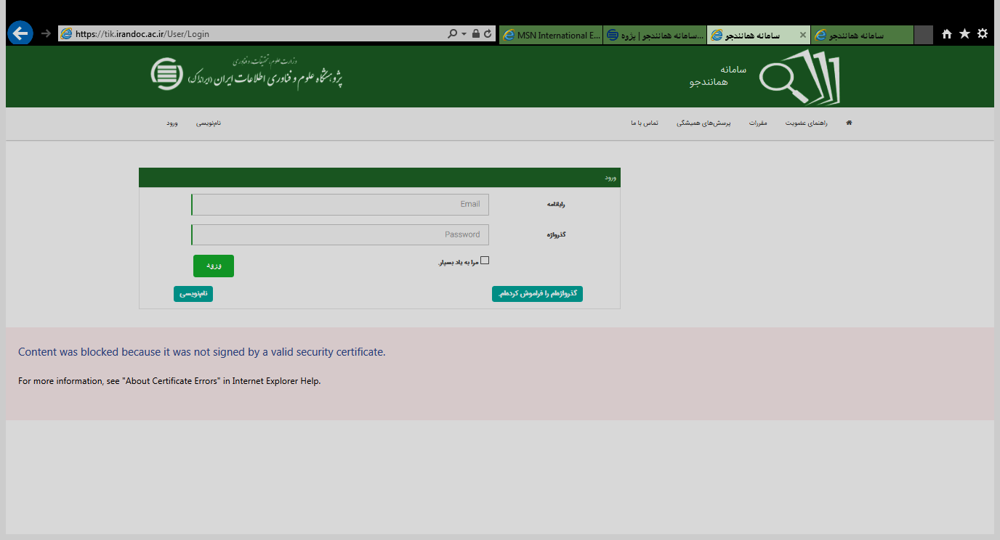 https://tik.irandoc.ac.ir/User/Login
MSN International E...
سامانه همانندجو | پژوه...
سامانه همانندجو
سامانه همانندجو
وزارت علوم، تحقیقات و فناوری
پژوهشگاه علوم و فناوری اطلاعات ایران (ایرانداک)
سامانه
همانندجو
راهنمای عضویت مقررات پرسش‌های همیشگی تماس با ما نام‌نویسی ورود
ورود
رایانامه Email
گذرواژه Password
مرا به یاد بسپار.
ورود
گذرواژه‌ام را فراموش کرده‌ام. نام‌نویسی
Content was blocked because it was not signed by a valid security certificate.
For more information, see "About Certificate Errors" in Internet Explorer Help.